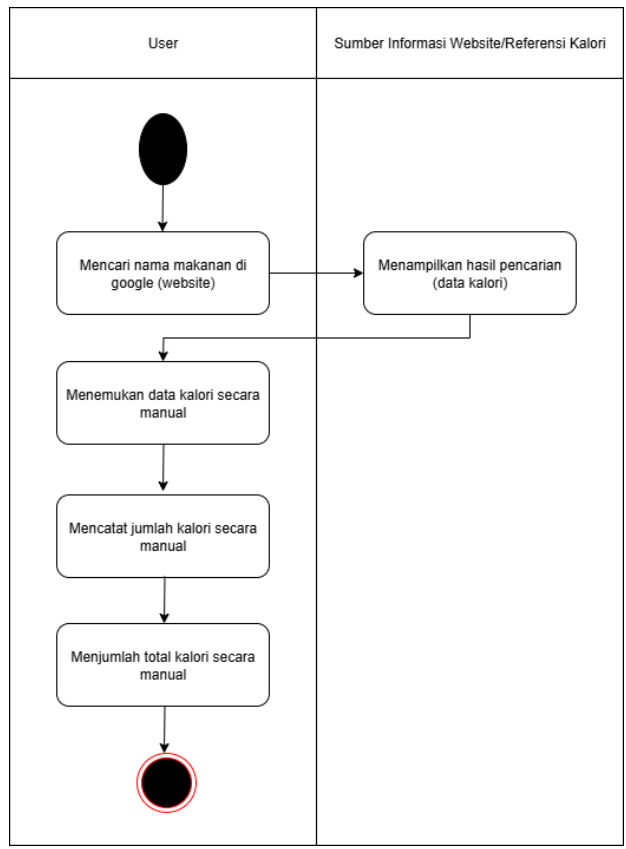 User
Sumber Informasi Website/Referensi Kalori
Mencari nama makanan di
google (website)
Menampilkan hasil pencarian
(data kalori)
Menemukan data kalori secara
manual
Mencatat jumlah kalori secara
manual
Menjumlah total kalori secara
manual